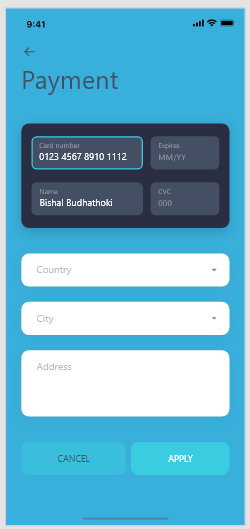 9:41
Payment
Card number
0123 4567 8910 1112
Expires
MM/YY
Name
Bishal Budhathoki
CVC
000
Country
City
Address
CANCEL
APPLY